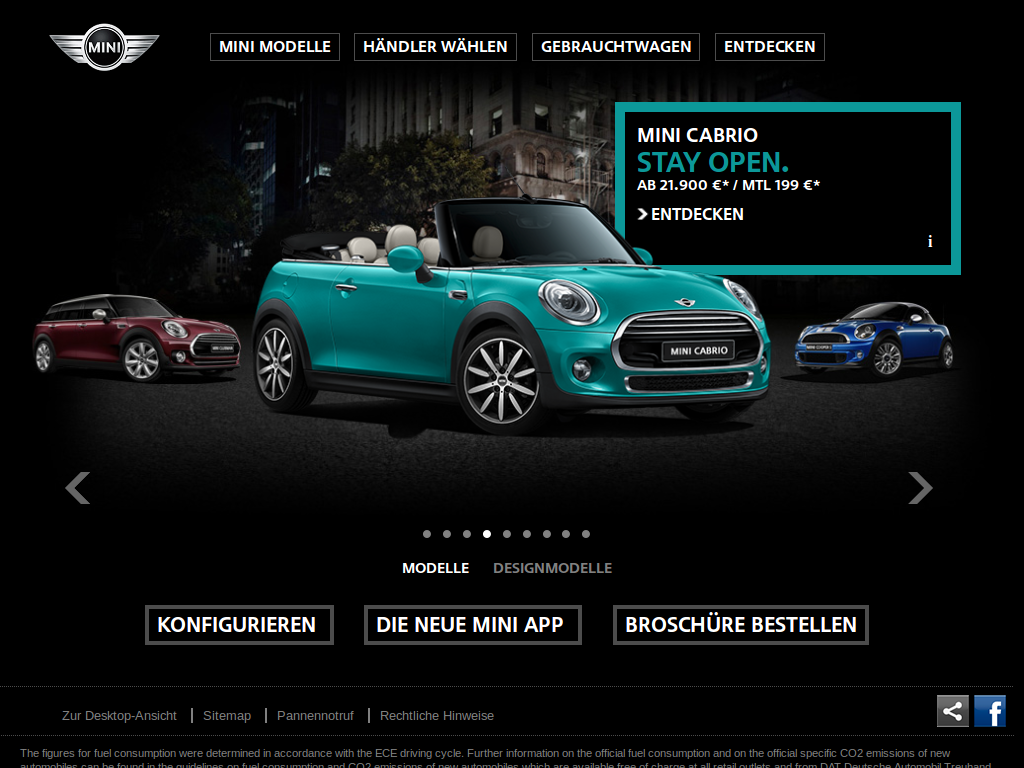 MINI
MINI MODELLE
HÄNDLER WÄHLEN
GEBRAUCHTWAGEN
ENTDECKEN
MINI CABRIO
STAY OPEN.
AB 21.900 €* / MTL 199 €*
ENTDECKEN
i
MINI CABRIO
MODELLE
DESIGNMODELLE
KONFIGURIEREN
DIE NEUE MINI APP
BROSCHÜRE BESTELLEN
Zur Desktop-Ansicht
Sitemap
Pannennotruf
Rechtliche Hinweise
f
The figures for fuel consumption were determined in accordance with the ECE driving cycle. Further information on the official fuel consumption and on the official specific CO2 emissions of new
automobiles can be found in the guidelines on fuel consumption and CO2 emissions of new automobiles which are available free of charge at all retail outlets and from DAT Deutsche Automobil Treuhand